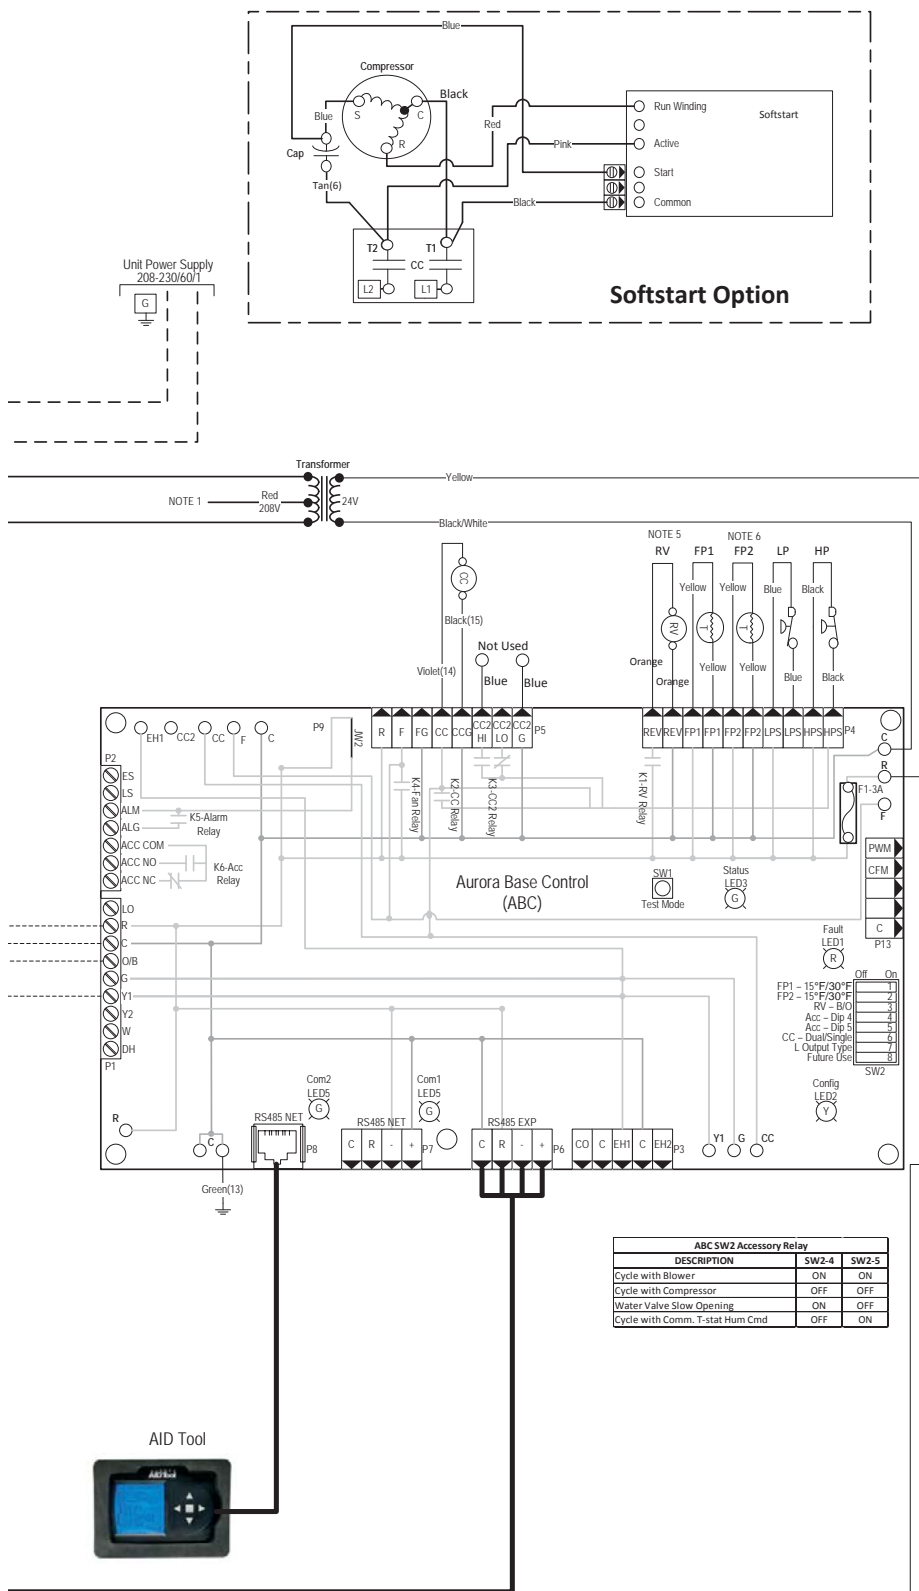 Blue
Compressor
Black
S
C
Blue
R
Cap
Tan(6)
Red
Pink
Black
Run Winding
Softstart
Active
Start
Common
T2
T1
CC
L2
L1
Softstart Option
Unit Power Supply
208-230/60/1
G
Transformer
Yellow
NOTE 1
Red
208V
24V
Black/White
CC
Black(15)
Violet(14)
Not Used
Blue
Blue
NOTE 5
NOTE 6
RV
FP1
FP2
LP
HP
Yellow
Yellow
Blue
Black
RV
T
T
Orange
Orange
Yellow
Yellow
Blue
Black
EH1
CC2
CC
F
C
P9
JW2
R
F
FG
CC
CCG
CC2
HI
CC2
LO
CC2
G
P5
REV
REV
FP1
FP1
FP2
FP2
LPS
LPS
HPS
HPS
P4
C
R
F1-3A
F
P2
ES
LS
ALM
ALG
ACC COM
ACC NO
ACC NC
K5-Alarm
Relay
K6-Acc
Relay
K4-Fan Relay
K2-CC Relay
K3-CC2 Relay
K1-RV Relay
Aurora Base Control
(ABC)
SW1
Test Mode
Status
LED3
G
PWM
CFM
C
P13
LO
R
C
O/B
G
Y1
Y2
W
DH
P1
Fault
LED1
R
Off
On
FP1 – 15°F/30°F
1
FP2 – 15°F/30°F
2
RV – B/O
3
Acc – Dip 4
4
Acc – Dip 5
5
CC – Dual/Single
6
L Output Type
7
Future Use
8
SW2
Config
LED2
Y
R
C
Green(13)
RS485 NET
P8
Com2
LED5
G
Com1
LED5
G
RS485 NET
C
R
-
+
P7
RS485 EXP
C
R
-
+
P6
CO
C
EH1
C
EH2
P3
Y1
G
CC
ABC SW2 Accessory Relay
DESCRIPTION SW2-4 SW2-5
Cycle with Blower ON ON
Cycle with Compressor OFF OFF
Water Valve Slow Opening ON OFF
Cycle with Comm. T-stat Hum Cmd OFF ON
AID Tool